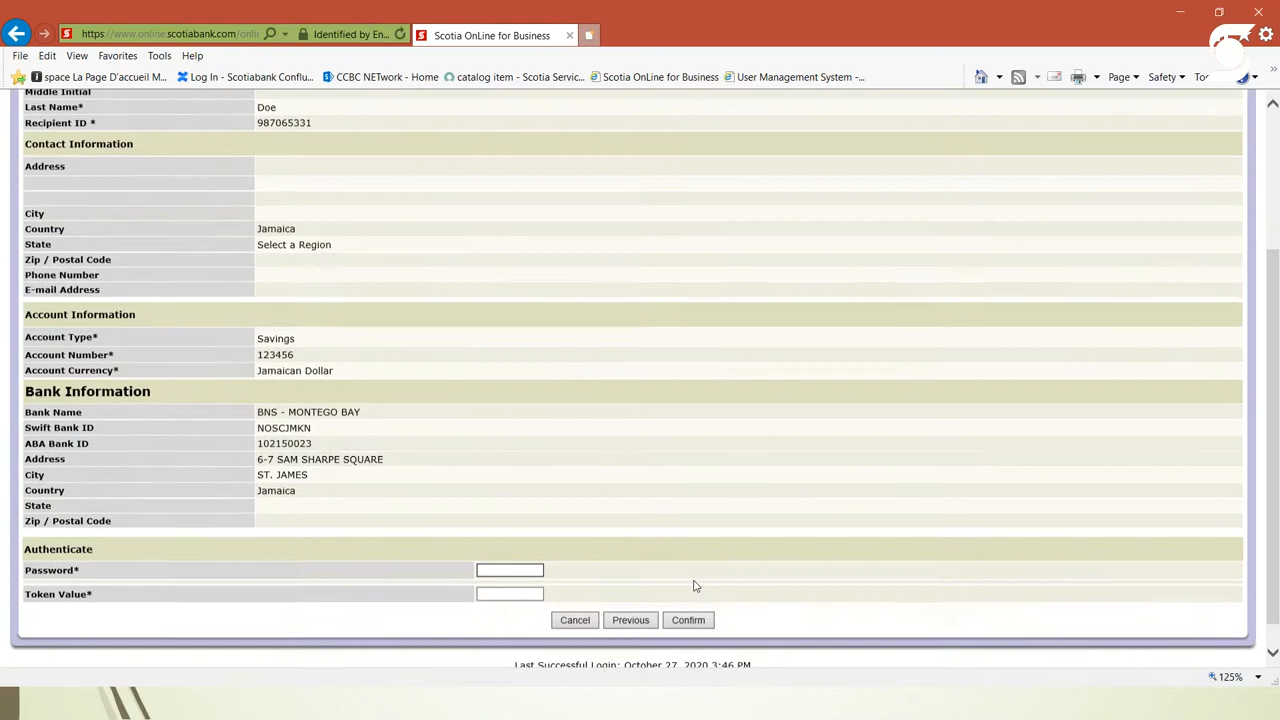 https://www.online.scotiabank.com/onli
Identified by En...
Scotia OnLine for Business
File Edit View Favorites Tools Help
space La Page D'accueil M...
Log In - Scotiabank Conflu...
CCBC NETwork - Home
catalog item - Scotia Servic...
Scotia OnLine for Business
User Management System -...
Page
Safety
Middle Initial
Last Name* Doe
Recipient ID * 987065331
Contact Information
Address
City
Country Jamaica
State Select a Region
Zip / Postal Code
Phone Number
E-mail Address
Account Information
Account Type* Savings
Account Number* 123456
Account Currency* Jamaican Dollar
Bank Information
Bank Name BNS - MONTEGO BAY
Swift Bank ID NOSCJMKN
ABA Bank ID 102150023
Address 6-7 SAM SHARPE SQUARE
City ST. JAMES
Country Jamaica
State
Zip / Postal Code
Authenticate
Password*
Token Value*
Cancel Previous Confirm
Last Successful Login: October 27, 2020 3:46 PM
125%